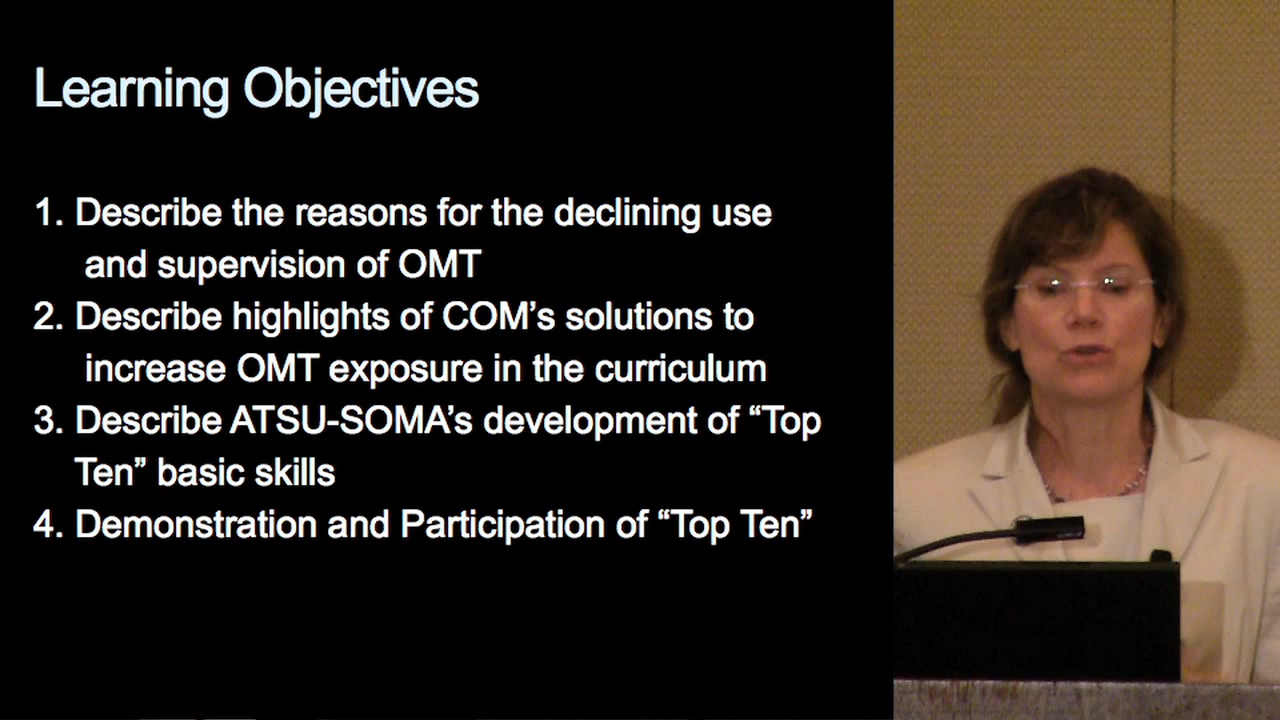 Learning Objectives
1. Describe the reasons for the declining use
and supervision of OMT
2. Describe highlights of COM’s solutions to
increase OMT exposure in the curriculum
3. Describe ATSU-SOMA’s development of “Top
Ten” basic skills
4. Demonstration and Participation of “Top Ten”